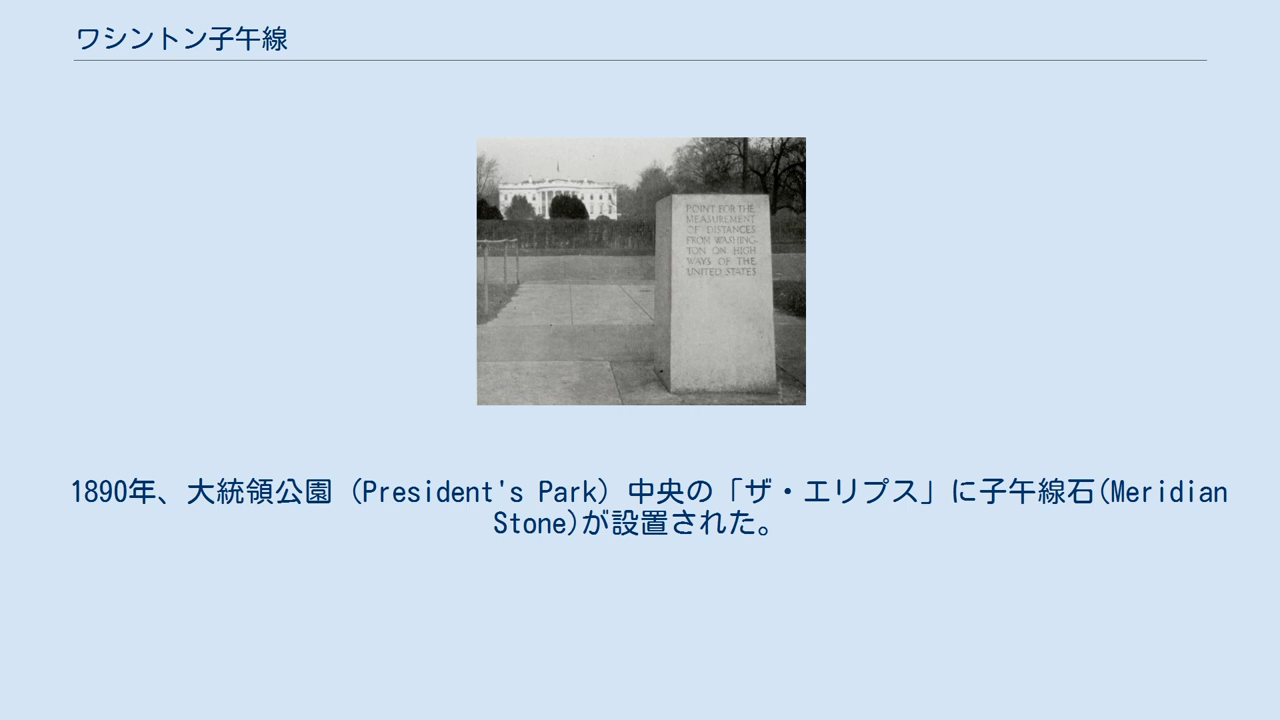 ワシントン子午線
POINT FOR THE
MEASUREMENT
OF DISTANCES
FROM WASHING-
TON ON HIGH
WAYS OF THE
UNITED STATES
1890年、大統領公園（President's Park）中央の「ザ・エリプス」に子午線石(Meridian
Stone)が設置された。